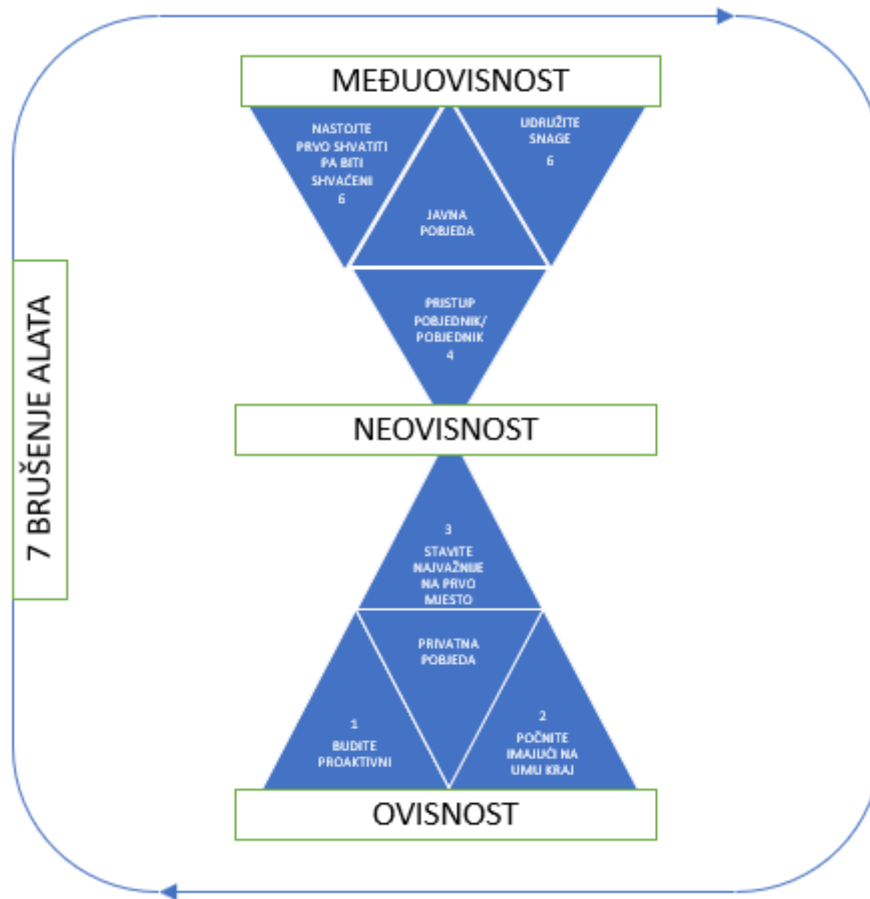 MEĐUOVISNOST
NASTOJTE
PRVO SHVATITI
PA BITI
SHVAĆENI
6
UDRUŽITE
SNAGE
6
JAVNA
POBJEDA
PRISTUP
POBJEDNIK/
POBJEDNIK
4
7 BRUŠENJE ALATA
NEOVISNOST
3
STAVITE
NAJVAŽNIJE
NA PRVO
MJESTO
PRIVATNA
POBJEDA
1
BUDITE
PROAKTIVNI
2
POČNITE
IMAJUĆI NA
UMU KRAJ
OVISNOST